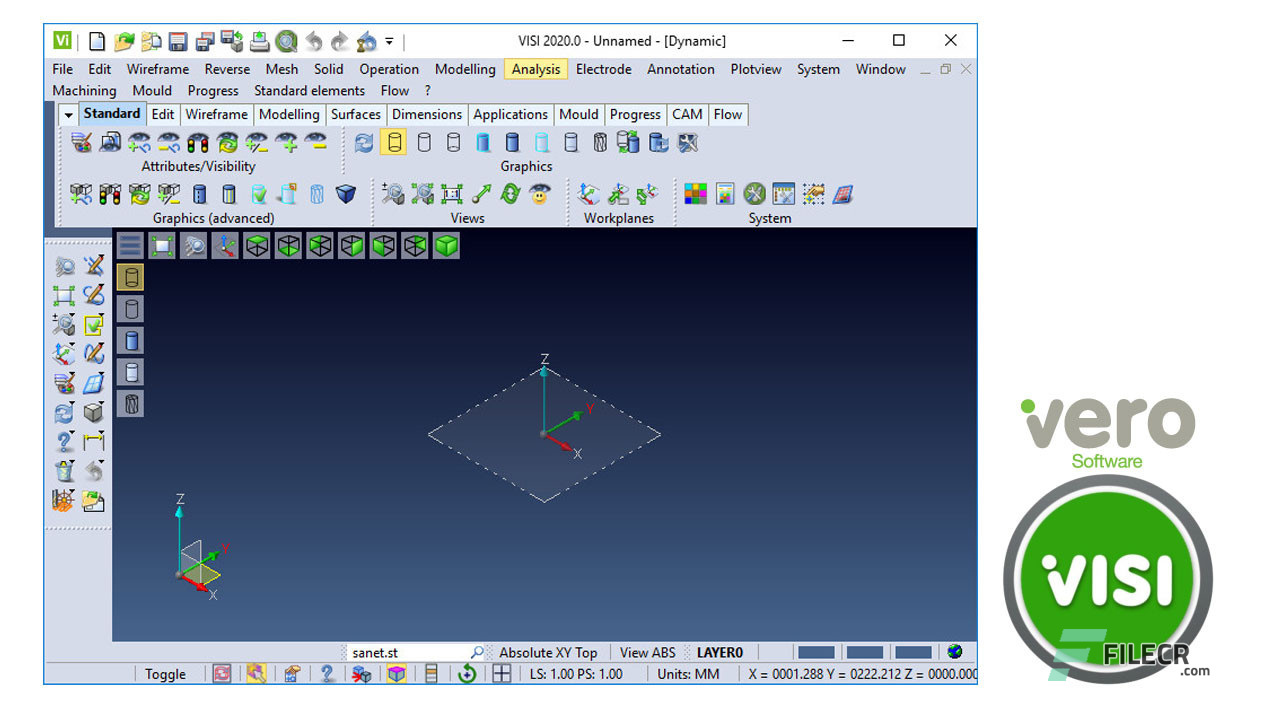 Vi
VISI 2020.0 - Unnamed - [Dynamic]
File Edit Wireframe Reverse Mesh Solid Operation Modelling Analysis Electrode Annotation Plotview System Window
Machining Mould Progress Standard elements Flow ?
Standard Edit Wireframe Modelling Surfaces Dimensions Applications Mould Progress CAM Flow
Attributes/Visibility Graphics
Graphics (advanced) Views Workplanes System
Z
Y
X
Z
Y
X
sanet.st Absolute XY Top View ABS LAYER0
Toggle LS: 1.00 PS: 1.00 Units: MM X = 0001.288 Y = 0222.212 Z = 0000.000
vero
Software
VISI
FILECR
.com